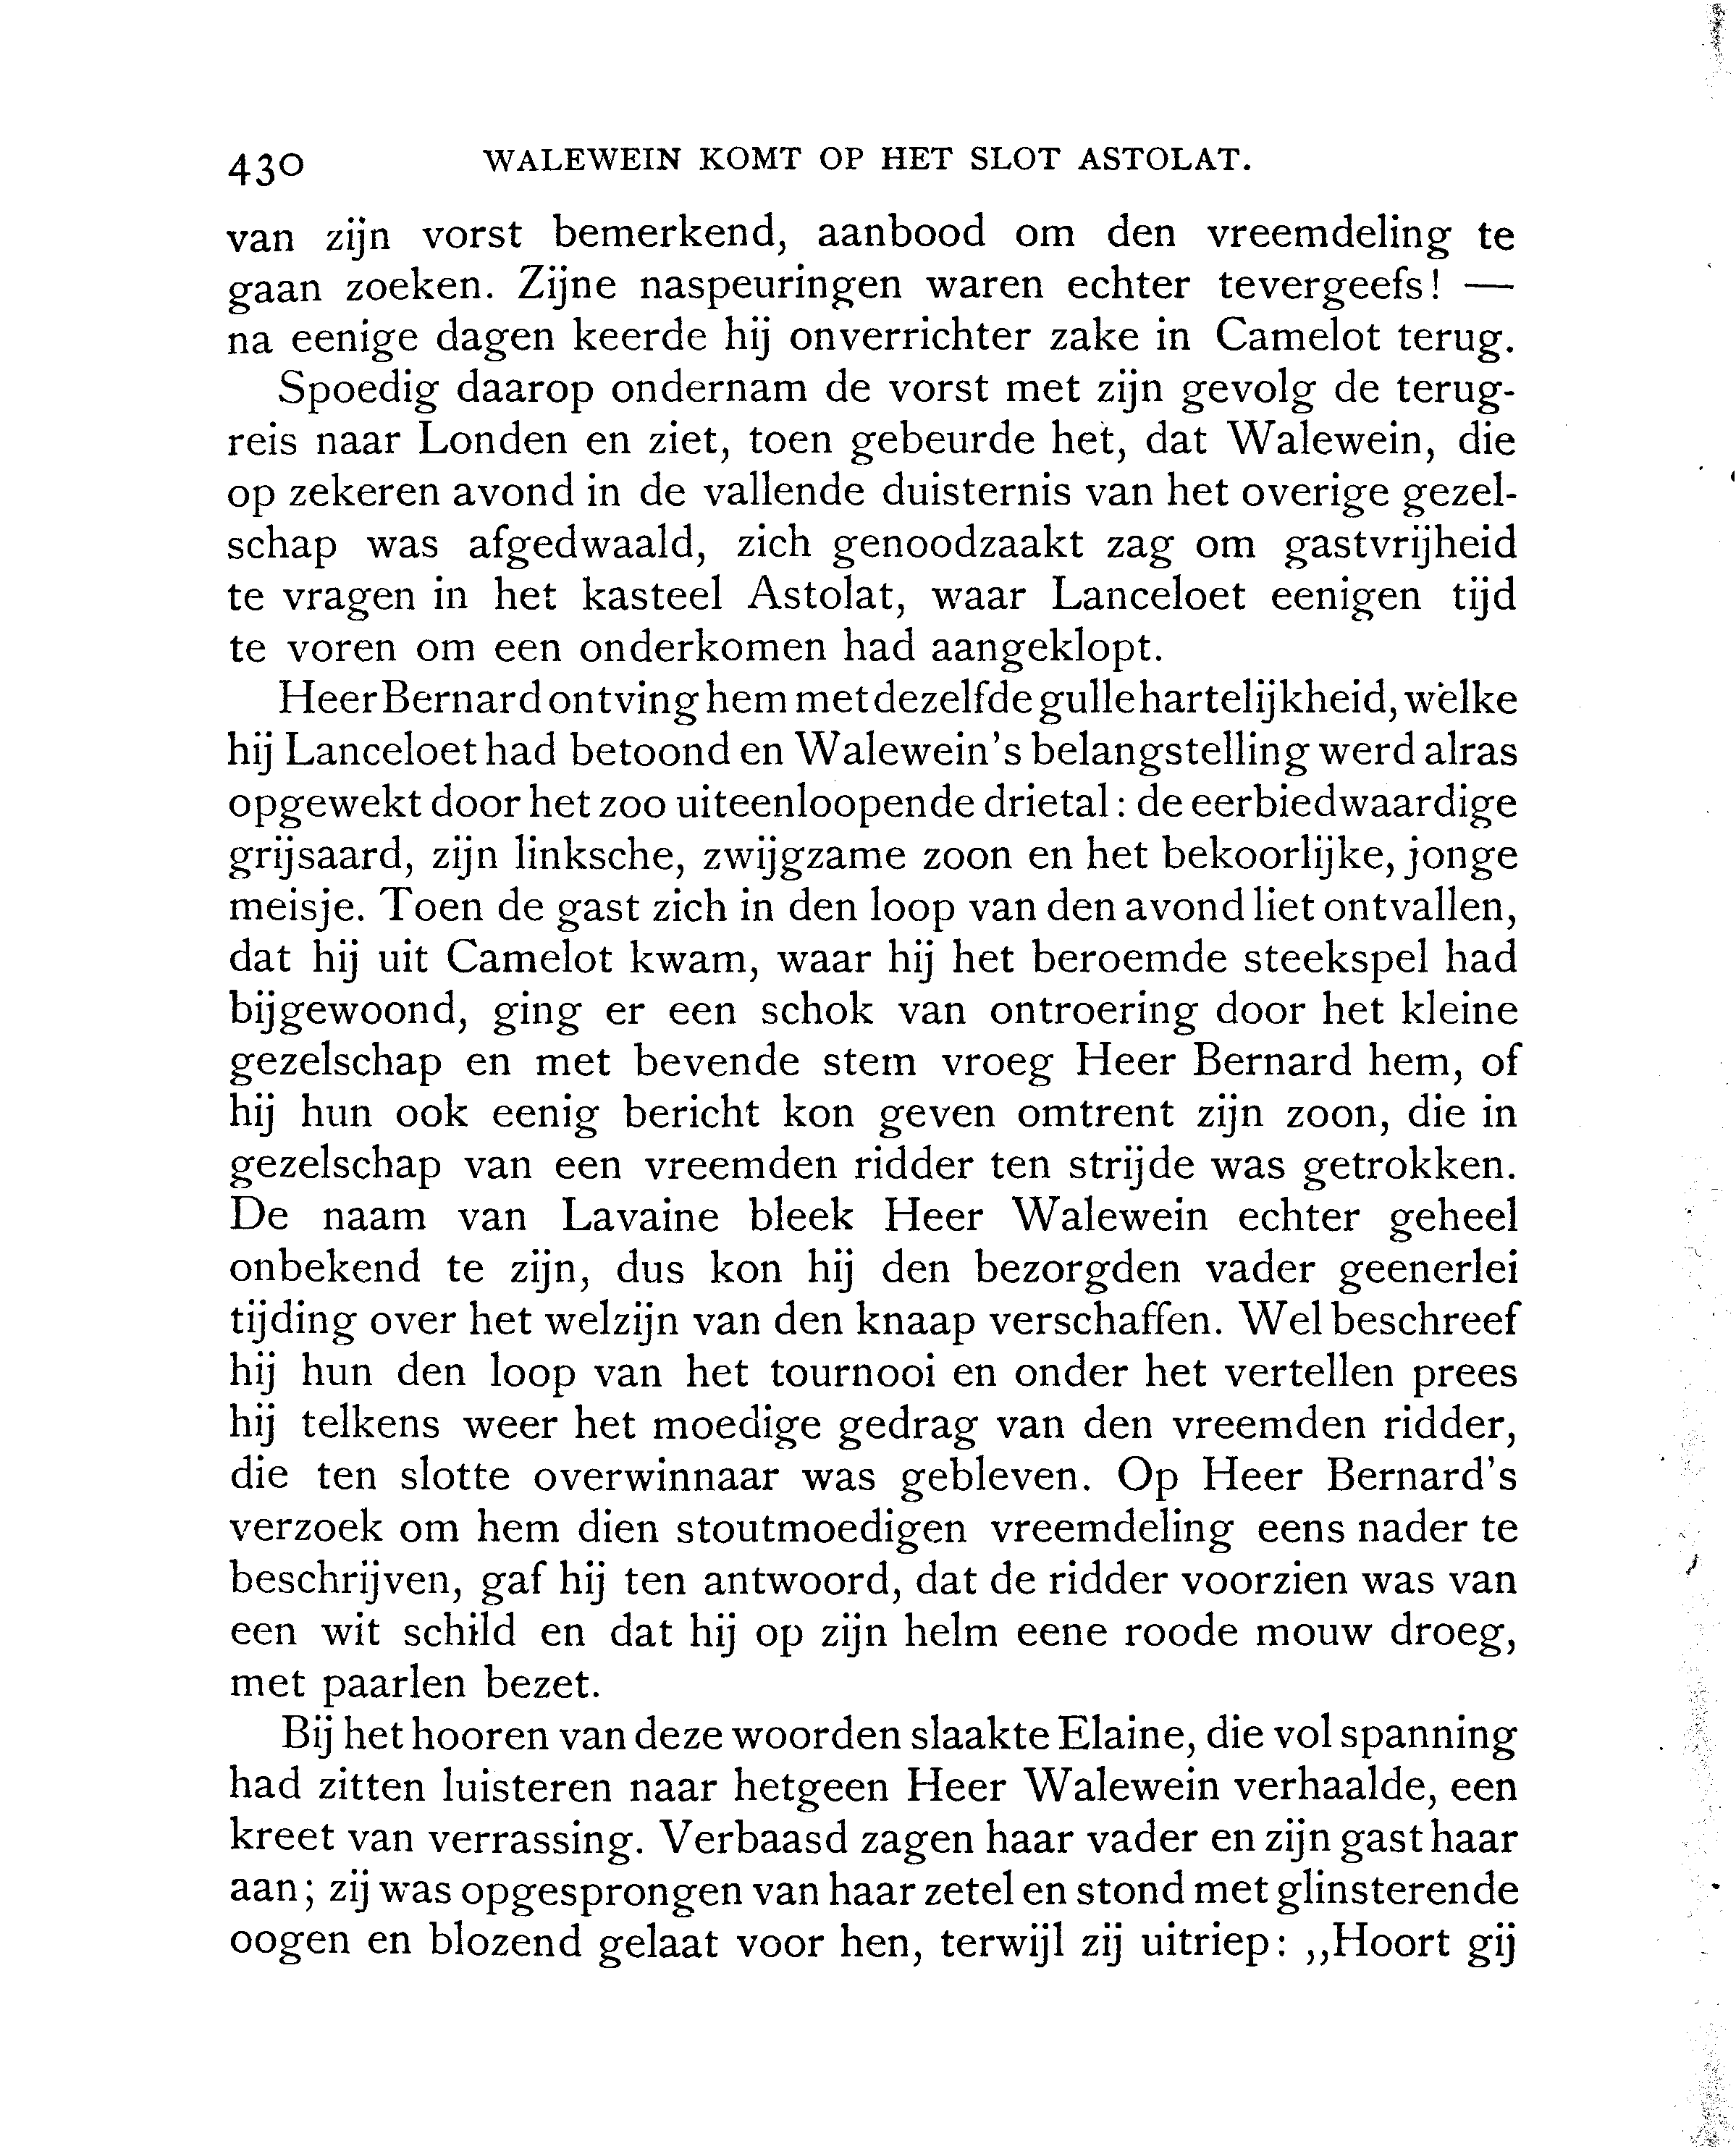 430 WALEWEIN KOMT OP HET SLOT ASTOLAT.
van zijn vorst bemerkend, aanbood om den vreemdeling te
gaan zoeken. Zijne naspeuringen waren echter tevergeefs! —
na eenige dagen keerde hij onverrichter zake in Camelot terug.
Spoedig daarop ondernam de vorst met zijn gevolg de terug-
reis naar Londen en ziet, toen gebeurde het, dat Walewein, die
op zekeren avond in de vallende duisternis van het overige gezel-
schap was afgedwaald, zich genoodzaakt zag om gastvrijheid
te vragen in het kasteel Astolat, waar Lanceloet eenigen tijd
te voren om een onderkomen had aangeklopt.
Heer Bernard ontving hem met dezelfde gulle hartelijkheid, welke
hij Lanceloet had betoond en Walewein's belangstelling werd alras
opgewekt door het zoo uiteenloopende drietal: de eerbiedwaardige
grijsaard, zijn linksche, zwijgzame zoon en het bekoorlijke, jonge
meisje. Toen de gast zich in den loop van den avond liet ontvallen,
dat hij uit Camelot kwam, waar hij het beroemde steekspel had
bijgewoond, ging er een schok van ontroering door het kleine
gezelschap en met bevende stem vroeg Heer Bernard hem, of
hij hun ook eenig bericht kon geven omtrent zijn zoon, die in
gezelschap van een vreemden ridder ten strijde was getrokken.
De naam van Lavaine bleek Heer Walewein echter geheel
onbekend te zijn, dus kon hij den bezorgden vader geenerlei
tijding over het welzijn van den knaap verschaffen. Wel beschreef
hij hun den loop van het tournooi en onder het vertellen prees
hij telkens weer het moedige gedrag van den vreemden ridder,
die ten slotte overwinnaar was gebleven. Op Heer Bernard's
verzoek om hem dien stoutmoedigen vreemdeling eens nader te
beschrijven, gaf hij ten antwoord, dat de ridder voorzien was van
een wit schild en dat hij op zijn helm eene roode mouw droeg,
met paarlen bezet.
Bij het hooren van deze woorden slaakte Elaine, die vol spanning
had zitten luisteren naar hetgeen Heer Walewein verhaalde, een
kreet van verrassing. Verbaasd zagen haar vader en zijn gast haar
aan; zij was opgesprongen van haar zetel en stond met glinsterende
oogen en blozend gelaat voor hen, terwijl zij uitriep: ,,Hoort gij